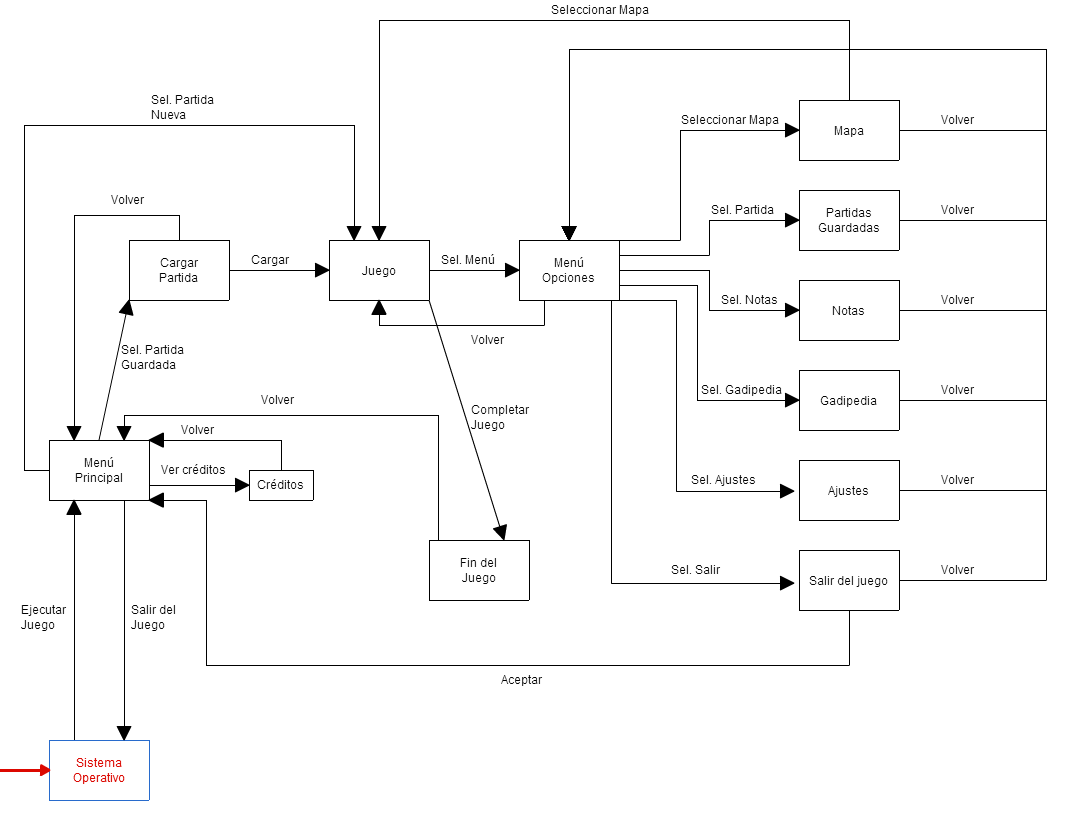 Seleccionar Mapa
Sel. Partida
Nueva
Seleccionar Mapa
Mapa
Volver
Volver
Sel. Partida
Partidas
Guardadas
Volver
Cargar
Partida
Cargar
Juego
Sel. Menú
Menú
Opciones
Sel. Notas
Notas
Volver
Volver
Sel. Partida
Guardada
Sel. Gadipedia
Gadipedia
Volver
Volver
Completar
Juego
Volver
Menú
Principal
Ver créditos
Créditos
Sel. Ajustes
Ajustes
Volver
Fin del
Juego
Sel. Salir
Salir del juego
Volver
Ejecutar
Juego
Salir del
Juego
Aceptar
Sistema
Operativo